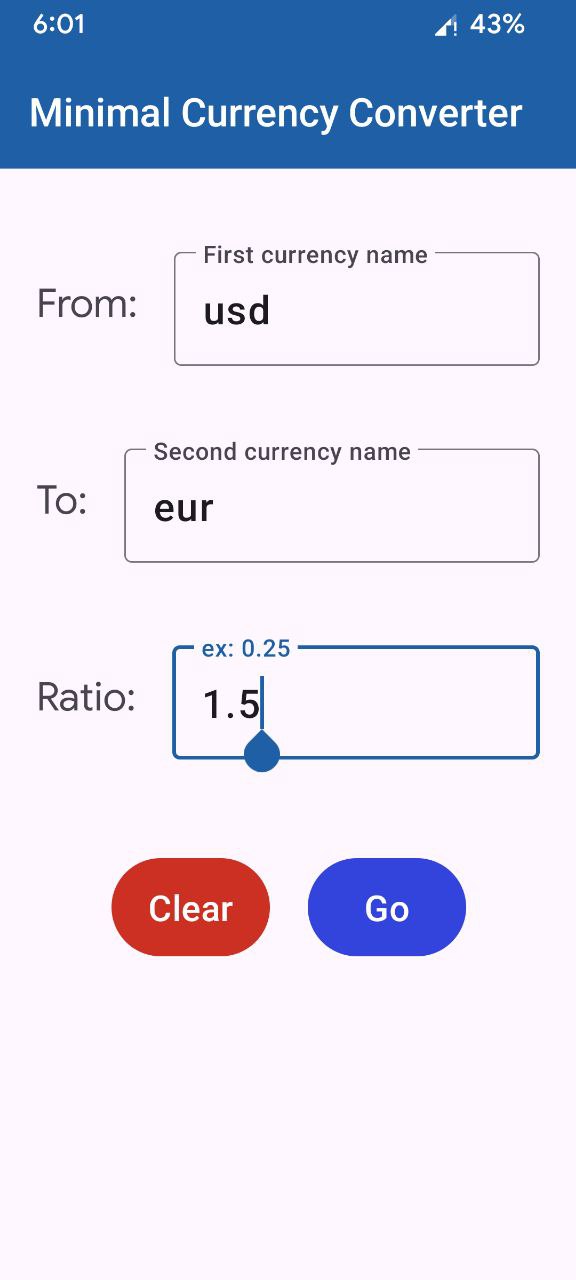 6:01 43%
Minimal Currency Converter
First currency name
From: usd
Second currency name
To: eur
ex: 0.25
Ratio: 1.5
Clear Go